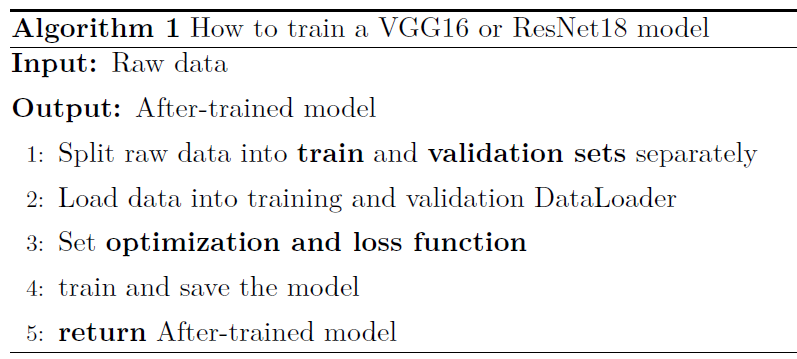 Algorithm 1 How to train a VGG16 or ResNet18 model
Input: Raw data
Output: After-trained model
1: Split raw data into train and validation sets separately
2: Load data into training and validation DataLoader
3: Set optimization and loss function
4: train and save the model
5: return After-trained model